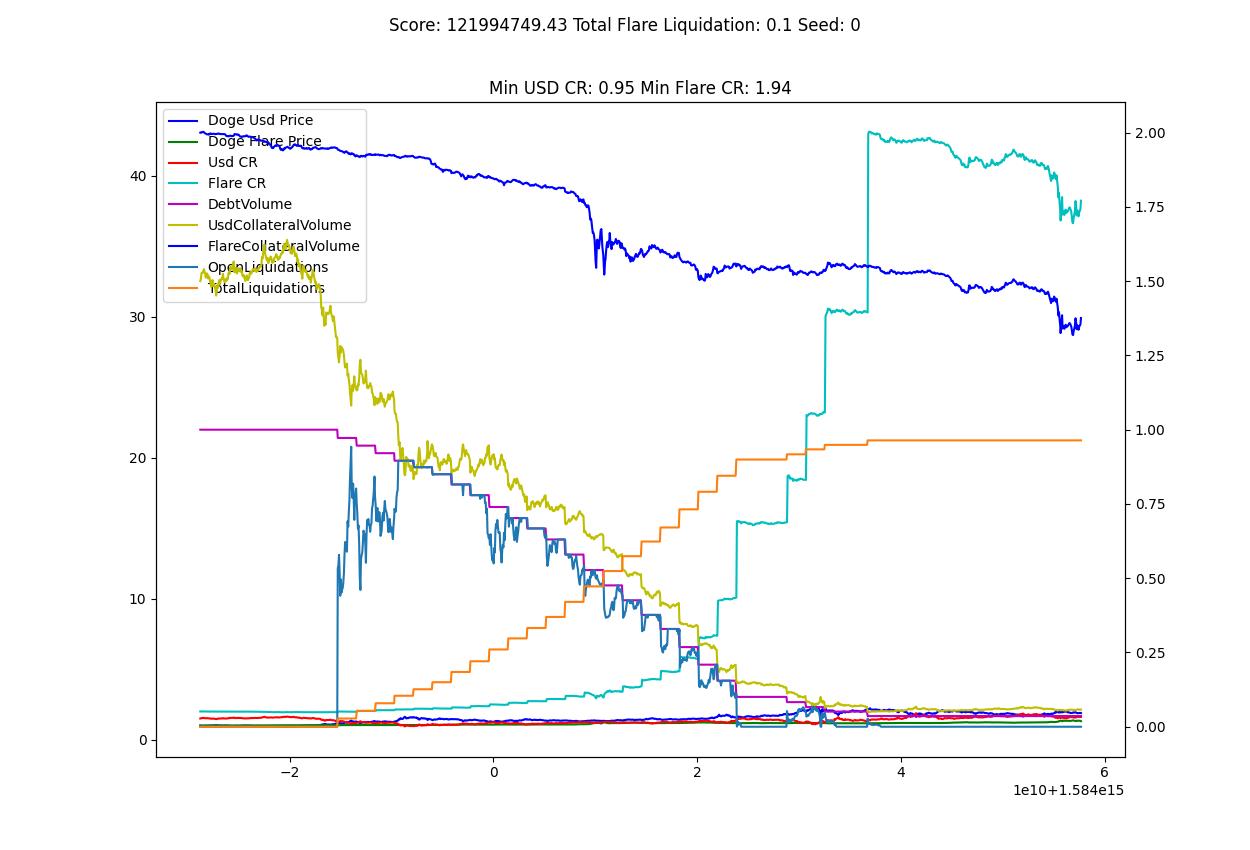 Score: 121994749.43 Total Flare Liquidation: 0.1 Seed: 0
Min USD CR: 0.95 Min Flare CR: 1.94
Doge Usd Price
Doge Flare Price
Usd CR
Flare CR
DebtVolume
UsdCollateralVolume
FlareCollateralVolume
OpenLiquidations
TotalLiquidations
40
30
20
10
0
2.00
1.75
1.50
1.25
1.00
0.75
0.50
0.25
0.00
−2
0
2
4
6
1e10+1.584e15